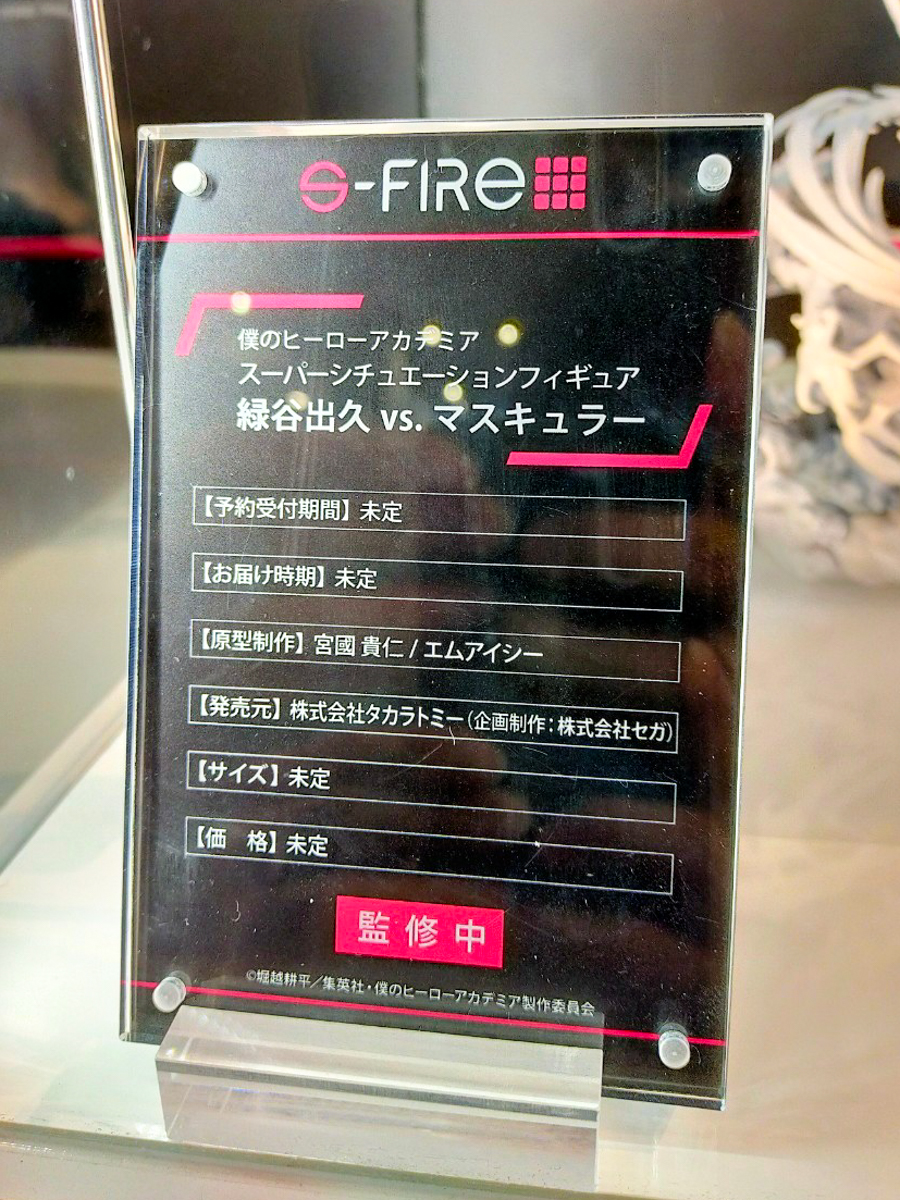 S-FIRE
僕のヒーローアカデミア
スーパーシチュエーションフィギュア
緑谷出久 vs. マスキュラー
【予約受付期間】未定
【お届け時期】未定
【原型制作】宮國 貴仁 / エムアイシー
【発売元】株式会社タカラトミー（企画制作：株式会社セガ）
【サイズ】未定
【価　格】未定
監修中
©堀越耕平／集英社・僕のヒーローアカデミア製作委員会